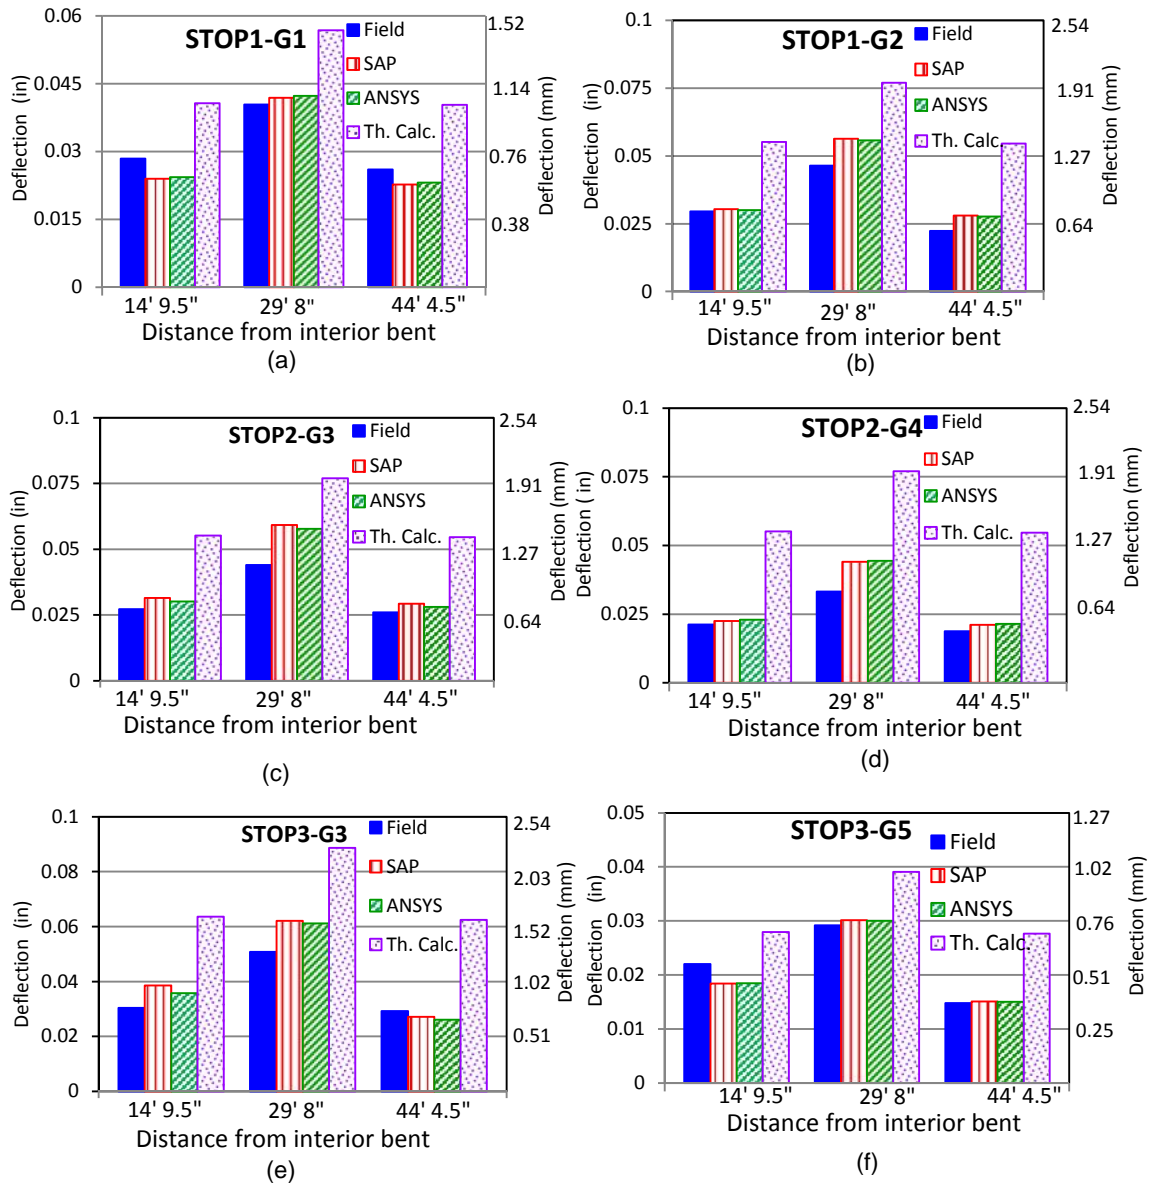 STOP1-G1
Field
SAP
ANSYS
Th. Calc.
0.06
0.045
0.03
0.015
0
1.52
1.14
0.76
0.38
Deflection (in)
Deflection (mm)
14' 9.5"
29' 8"
44' 4.5"
Distance from interior bent
(a)
STOP1-G2
Field
SAP
ANSYS
Th. Calc.
0.1
0.075
0.05
0.025
0
2.54
1.91
1.27
0.64
Deflection (in)
Deflection (mm)
14' 9.5"
29' 8"
44' 4.5"
Distance from interior bent
(b)
STOP2-G3
Field
SAP
ANSYS
Th. Calc.
0.1
0.075
0.05
0.025
0
2.54
1.91
1.27
0.64
Deflection (in)
Deflection (mm)
14' 9.5"
29' 8"
44' 4.5"
Distance from interior bent
(c)
STOP2-G4
Field
SAP
ANSYS
Th. Calc.
0.1
0.075
0.05
0.025
0
2.54
1.91
1.27
0.64
Deflection ( in)
Deflection (mm)
14' 9.5"
29' 8"
44' 4.5"
Distance from interior bent
(d)
STOP3-G3
Field
SAP
ANSYS
Th. Calc.
0.1
0.08
0.06
0.04
0.02
0
2.54
2.03
1.52
1.02
0.51
Deflection (in)
Deflection (mm)
14' 9.5"
29' 8"
44' 4.5"
Distance from interior bent
(e)
STOP3-G5
Field
SAP
ANSYS
Th. Calc.
0.05
0.04
0.03
0.02
0.01
0
1.27
1.02
0.76
0.51
0.25
Deflection (in)
Deflection (mm)
14' 9.5"
29' 8"
44' 4.5"
Distance from interior bent
(f)